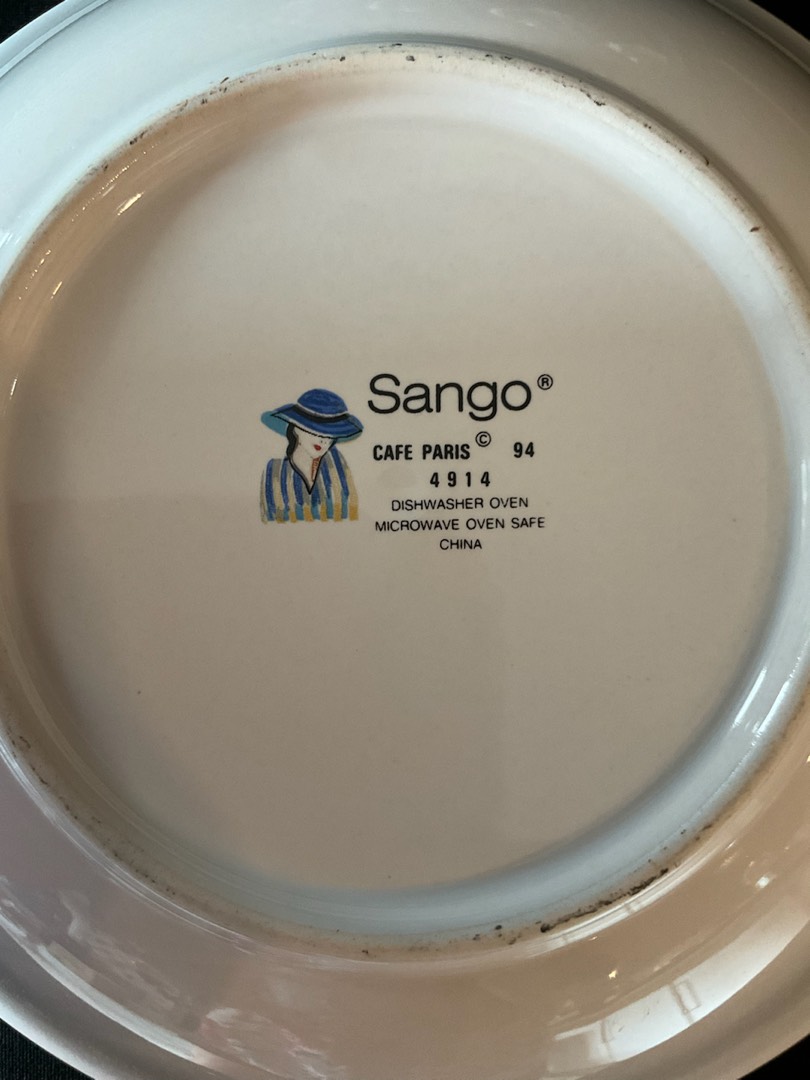 Sango®
CAFE PARIS© 94
4914
DISHWASHER OVEN
MICROWAVE OVEN SAFE
CHINA